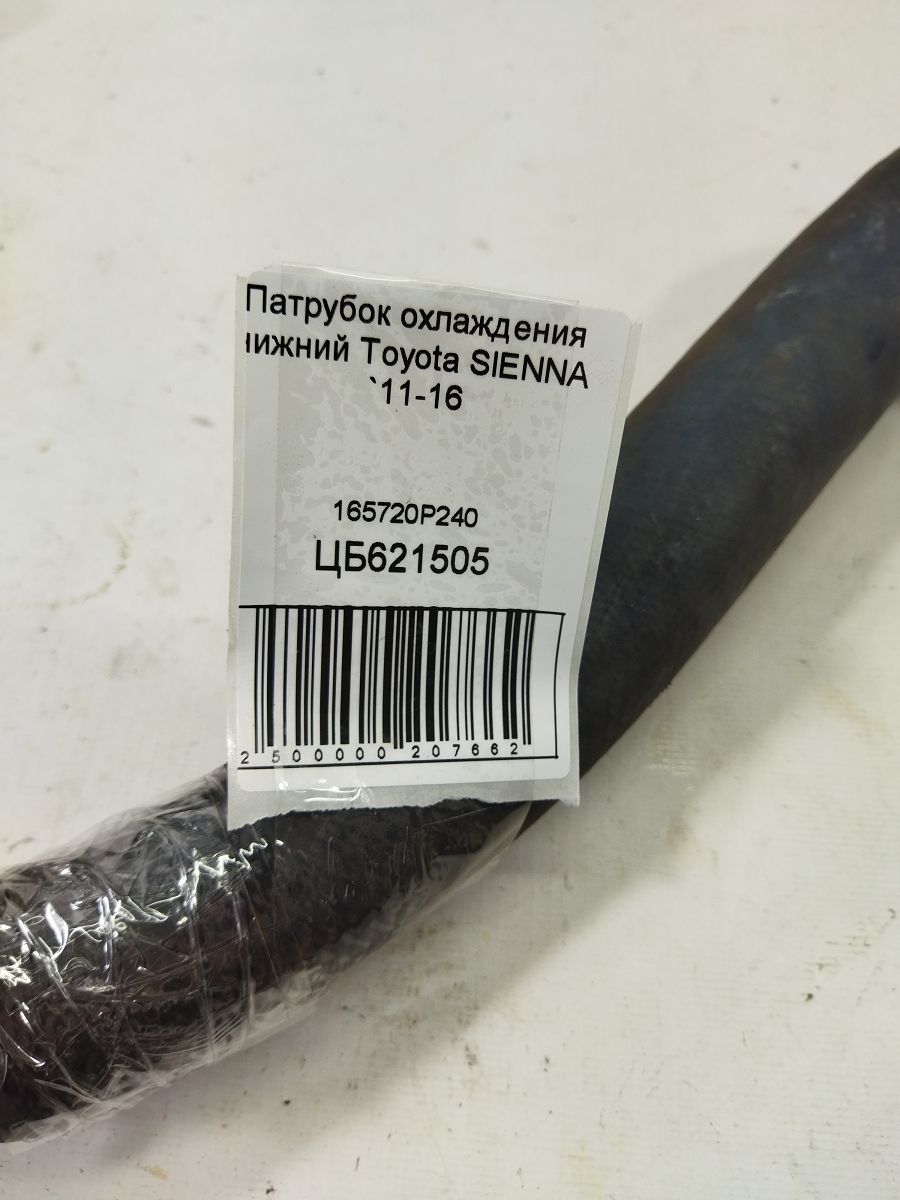 Патрубок охлаждения
нижний Toyota SIENNA
`11-16
165720P240
ЦБ621505
2 500000 207662